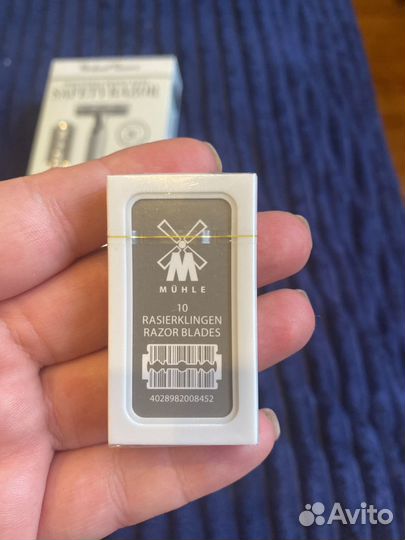 SAFETY RAZOR
M
MÜHLE
10
RASIERKLINGEN
RAZOR BLADES
4028982008452
Avito